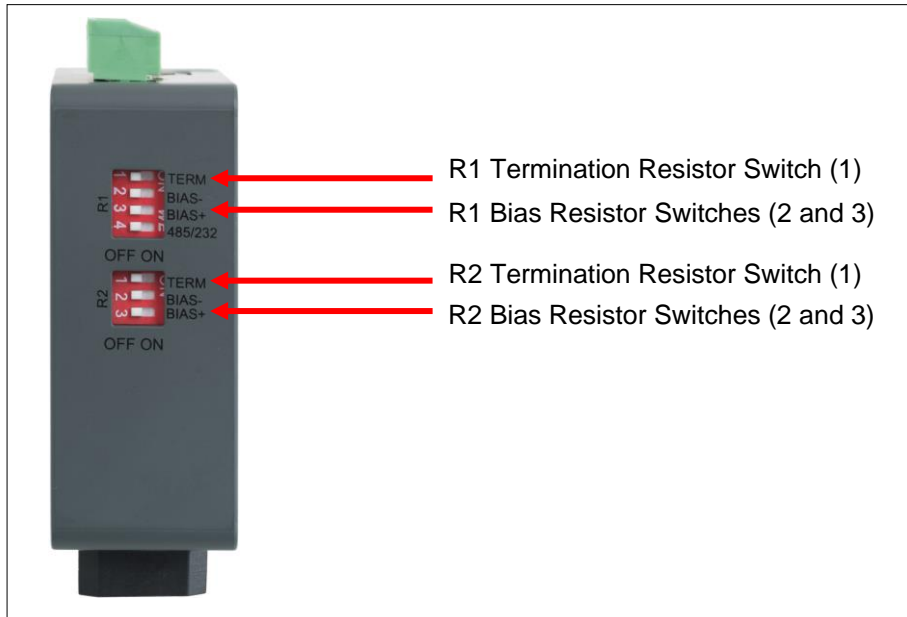 R1 Termination Resistor Switch (1)
R1 Bias Resistor Switches (2 and 3)
R2 Termination Resistor Switch (1)
R2 Bias Resistor Switches (2 and 3)
R1
1 TERM
2 BIAS-
3 BIAS+
4 485/232
OFF ON
R2
1 TERM
2 BIAS-
3 BIAS+
OFF ON